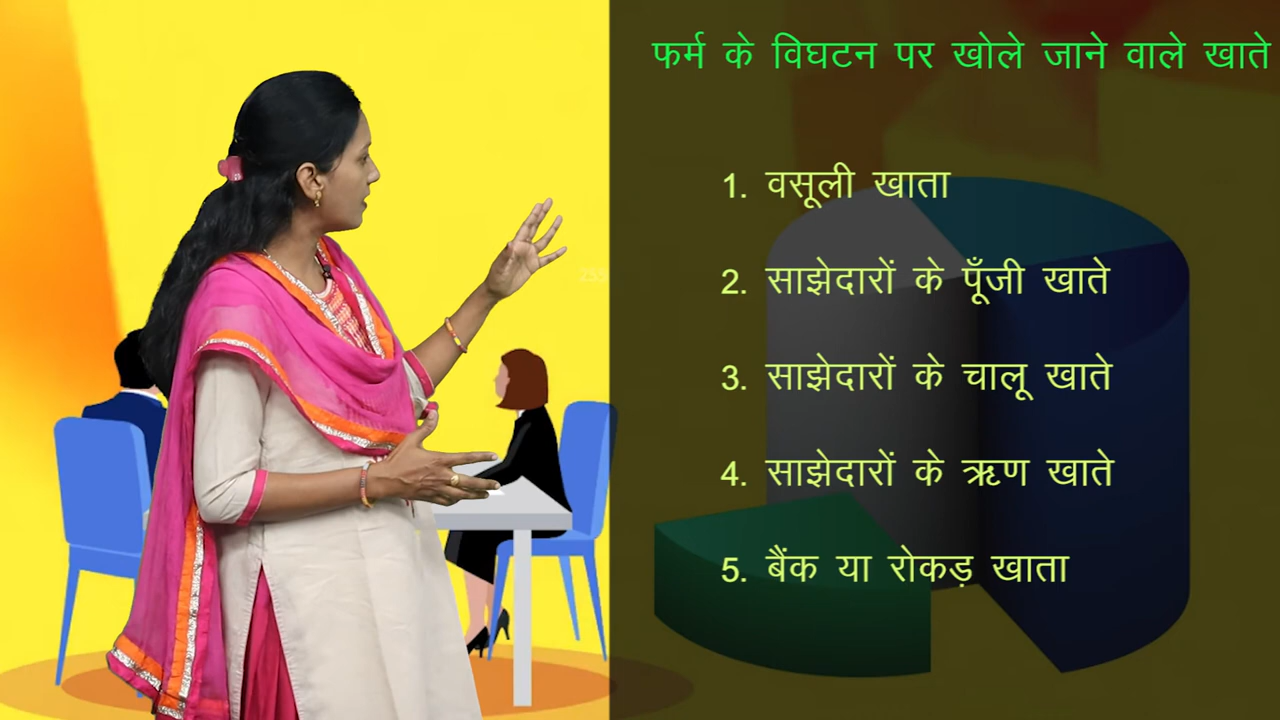 फर्म के विघटन पर खोले जाने वाले खाते
1. वसूली खाता
2. साझेदारों के पूँजी खाते
3. साझेदारों के चालू खाते
4. साझेदारों के ऋण खाते
5. बैंक या रोकड़ खाता